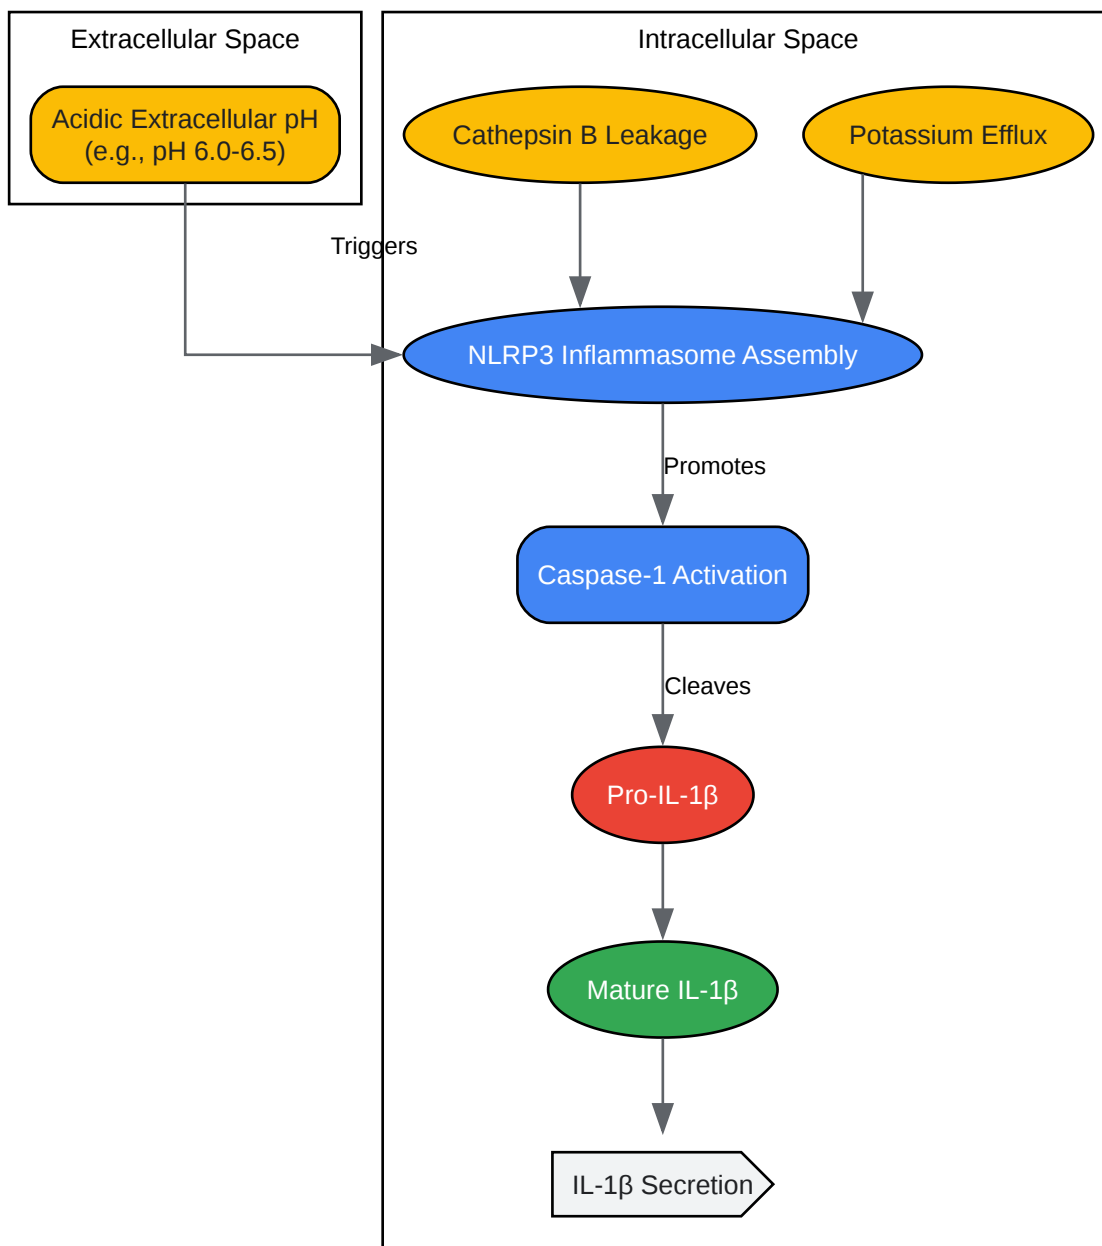 Extracellular Space
Intracellular Space
Acidic Extracellular pH
(e.g., pH 6.0-6.5)
Cathepsin B Leakage
Potassium Efflux
Triggers
NLRP3 Inflammasome Assembly
Promotes
Caspase-1 Activation
Cleaves
Pro-IL-1β
Mature IL-1β
IL-1β Secretion